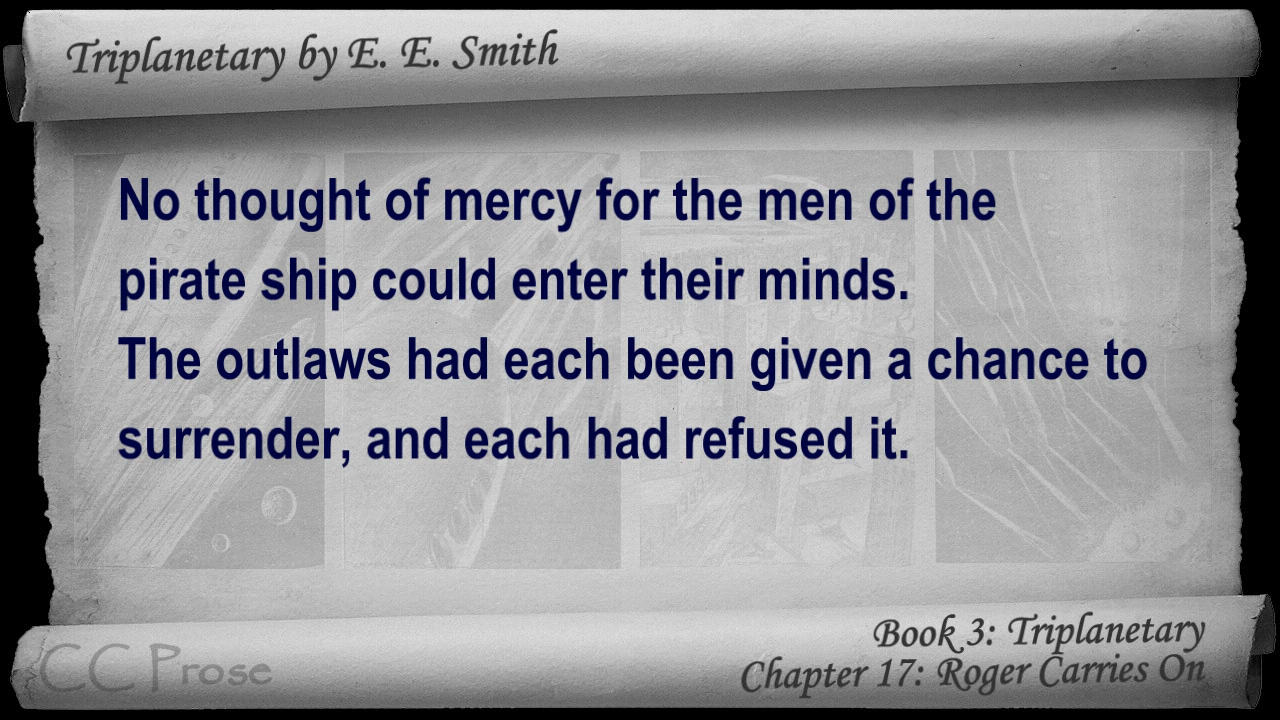 Triplanetary by E. E. Smith
No thought of mercy for the men of the
pirate ship could enter their minds.
The outlaws had each been given a chance to
surrender, and each had refused it.
Book 3: Triplanetary
Chapter 17: Roger Carries On
CC Prose